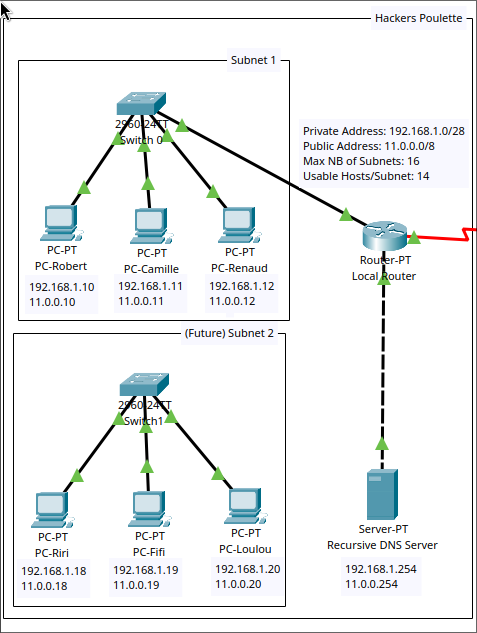 Hackers Poulette
Subnet 1
2960-24TT
Switch 0
Private Address: 192.168.1.0/28
Public Address: 11.0.0.0/8
Max NB of Subnets: 16
Usable Hosts/Subnet: 14
PC-PT
PC-Robert
192.168.1.10
11.0.0.10
PC-PT
PC-Camille
192.168.1.11
11.0.0.11
PC-PT
PC-Renaud
192.168.1.12
11.0.0.12
Router-PT
Local Router
(Future) Subnet 2
2960-24TT
Switch1
PC-PT
PC-Riri
192.168.1.18
11.0.0.18
PC-PT
PC-Fifi
192.168.1.19
11.0.0.19
PC-PT
PC-Loulou
192.168.1.20
11.0.0.20
Server-PT
Recursive DNS Server
192.168.1.254
11.0.0.254